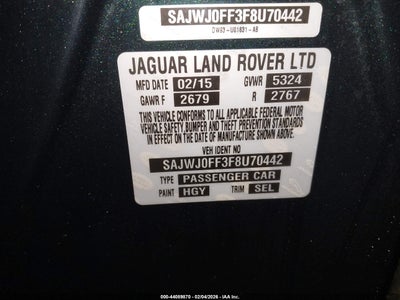 SAJWJ0FF3F8U70442
JAGUAR LAND ROVER LTD
MFD DATE 02/15 GVWR 5324
GAWR F 2679 R 2767
THIS VEHICLE CONFORMS TO ALL APPLICABLE FEDERAL MOTOR
VEHICLE SAFETY,BUMPER AND THEFT PREVENTION STANDARDS
IN EFFECT ON THE DATE OF MANUFACTURE SHOWN ABOVE.
VEH IDENT NO
SAJWJ0FF3F8U70442
TYPE PASSENGER CAR
PAINT HGY TRIM SEL
000-44089870 - 02/04/2026 - IAA Inc.